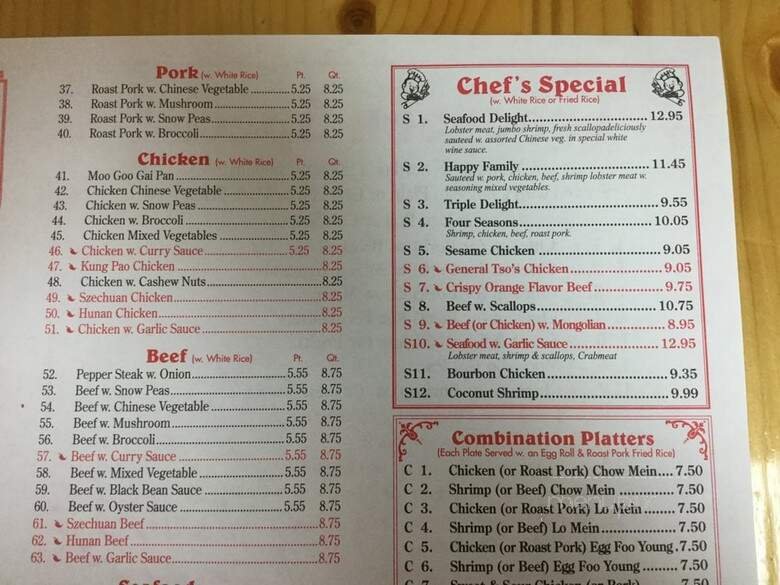 Pork (w. White Rice) Pt. Qt.
37. Roast Pork w. Chinese Vegetable 5.25 8.25
38. Roast Pork w. Mushroom 5.25 8.25
39. Roast Pork w. Snow Peas 5.25 8.25
40. Roast Pork w. Broccoli 5.25 8.25
Chicken (w. White Rice) Pt. Qt.
41. Moo Goo Gai Pan 5.25 8.25
42. Chicken Chinese Vegetable 5.25 8.25
43. Chicken w. Snow Peas 5.25 8.25
44. Chicken w. Broccoli 5.25 8.25
45. Chicken Mixed Vegetables 5.25 8.25
46. Chicken w. Curry Sauce 5.25 8.25
47. Kung Pao Chicken 8.25
48. Chicken w. Cashew Nuts 8.25
49. Szechuan Chicken 8.25
50. Hunan Chicken 8.25
51. Chicken w. Garlic Sauce 8.25
Beef (w. White Rice) Pt. Qt.
52. Pepper Steak w. Onion 5.55 8.75
53. Beef w. Snow Peas 5.55 8.75
54. Beef w. Chinese Vegetable 5.55 8.75
55. Beef w. Mushroom 5.55 8.75
56. Beef w. Broccoli 5.55 8.75
57. Beef w. Curry Sauce 5.55 8.75
58. Beef w. Mixed Vegetable 5.55 8.75
59. Beef w. Black Bean Sauce 5.55 8.75
60. Beef w. Oyster Sauce 5.55 8.75
61. Szechuan Beef 8.75
62. Hunan Beef 8.75
63. Beef w. Garlic Sauce 8.75
Seafood
Chef's Special
(w. White Rice or Fried Rice)
S 1. Seafood Delight 12.95
Lobster meat, jumbo shrimp, fresh scallopadeliciously
sauteed w. assorted Chinese veg. in special white
wine sauce.
S 2. Happy Family 11.45
Sauteed w. pork, chicken, beef, shrimp lobster meat w.
seasoning mixed vegetables.
S 3. Triple Delight 9.55
S 4. Four Seasons 10.05
Shrimp, chicken, beef, roast pork.
S 5. Sesame Chicken 9.05
S 6. General Tso's Chicken 9.05
S 7. Crispy Orange Flavor Beef 9.75
S 8. Beef w. Scallops 10.75
S 9. Beef (or Chicken) w. Mongolian 8.95
S10. Seafood w. Garlic Sauce 12.95
Lobster meat, shrimp & scallops, Crabmeat
S11. Bourbon Chicken 9.35
S12. Coconut Shrimp 9.99
Combination Platters
(Each Plate Served w. an Egg Roll & Roast Pork Fried Rice)
C 1. Chicken (or Roast Pork) Chow Mein 7.50
C 2. Shrimp (or Beef) Chow Mein 7.50
C 3. Chicken (or Roast Pork) Lo Mein 7.50
C 4. Shrimp (or Beef) Lo Mein 7.50
C 5. Chicken (or Roast Pork) Egg Foo Young 7.50
C 6. Shrimp (or Beef) Egg Foo Young 7.50
C 7. Sweet & Sour Chicken (or Pork) 7.50